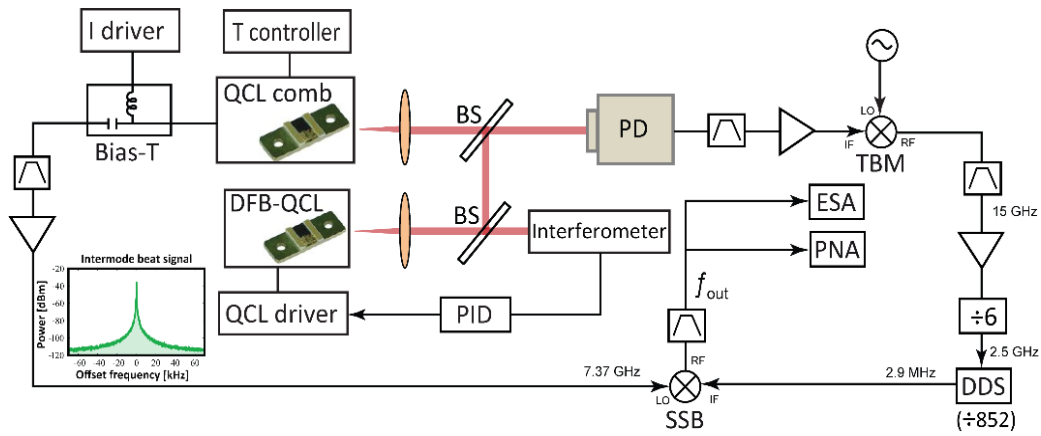 I driver
T controller
QCL comb
Bias-T
BS
PD
LO
IF
RF
TBM
15 GHz
DFB-QCL
BS
Interferometer
ESA
PNA
QCL driver
PID
f out
÷6
2.5 GHz
Intermode beat signal
Power [dBm]
-20
-40
-60
-80
-100
-120
-60 -40 -20 0 20 40 60
Offset frequency [kHz]
7.37 GHz
RF
LO
IF
SSB
2.9 MHz
DDS
(÷852)